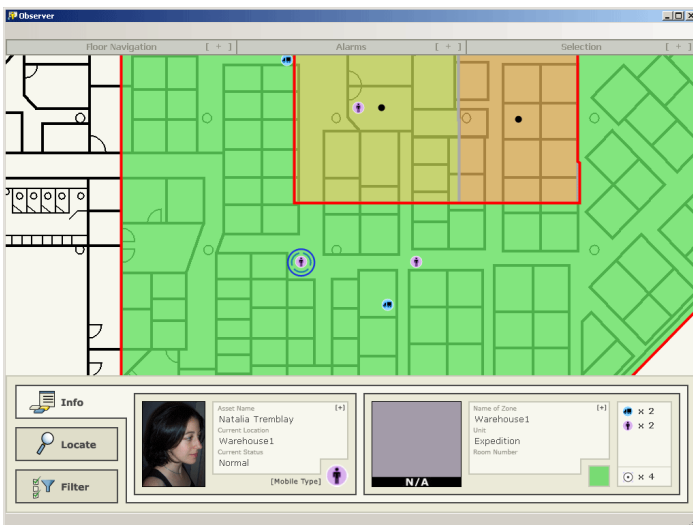 Observer
Floor Navigation [ + ] Alarms [ + ] Selection [ + ]
Info
Locate
Filter
Asset Name [+]
Natalia Tremblay
Current Location
Warehouse1
Current Status
Normal
[Mobile Type]
N/A
Name of Zone [+]
Warehouse1
Unit
Expedition
Room Number
x 2
x 2
x 4